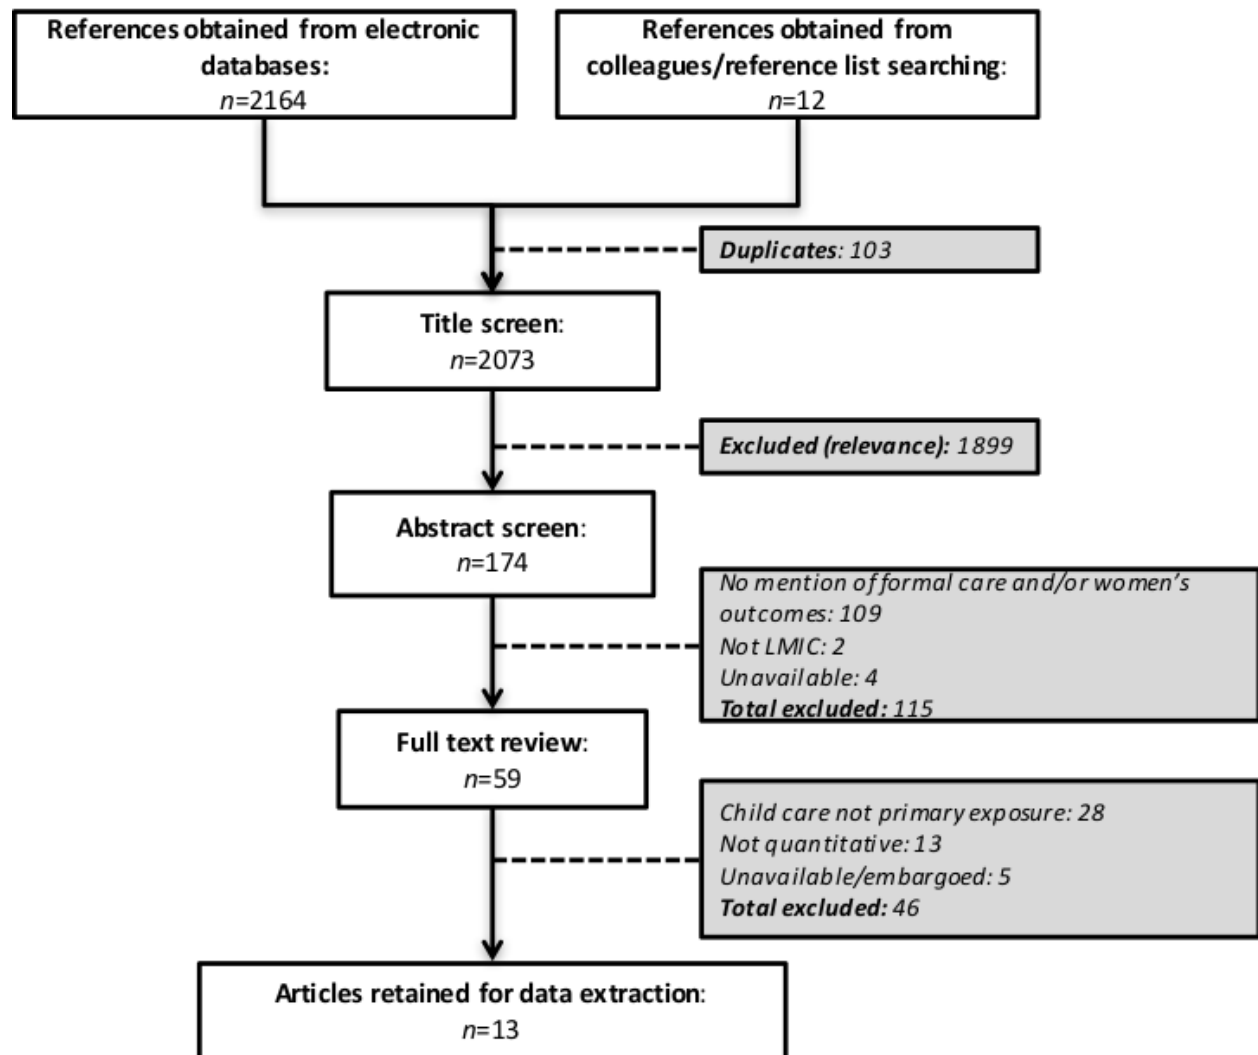 References obtained from electronic
databases:
n=2164
References obtained from
colleagues/reference list searching:
n=12
Duplicates: 103
Title screen:
n=2073
Excluded (relevance): 1899
Abstract screen:
n=174
No mention of formal care and/or women's
outcomes: 109
Not LMIC: 2
Unavailable: 4
Total excluded: 115
Full text review:
n=59
Child care not primary exposure: 28
Not quantitative: 13
Unavailable/embargoed: 5
Total excluded: 46
Articles retained for data extraction:
n=13